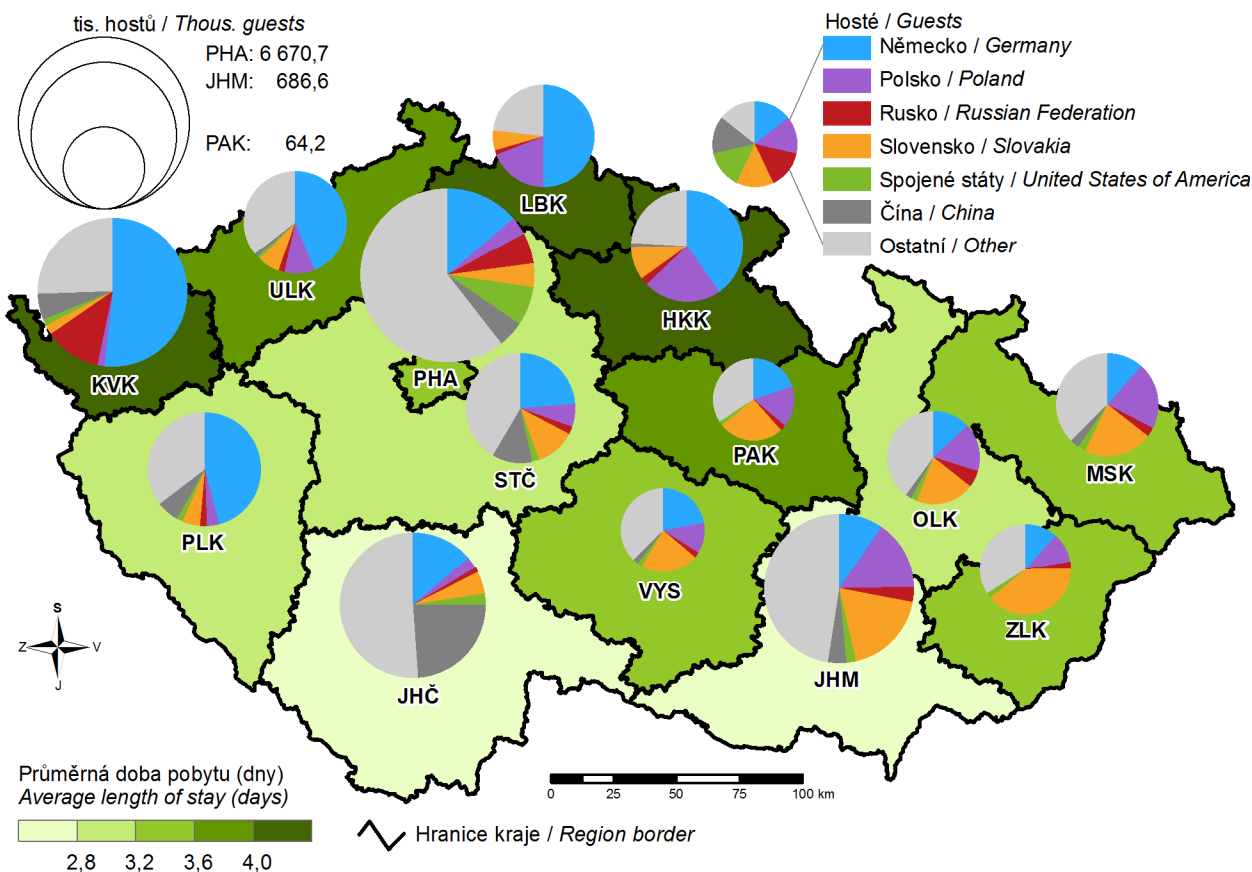 tis. hostů / Thous. guests
PHA: 6 670,7
JHM: 686,6
PAK: 64,2
Hosté / Guests
Německo / Germany
Polsko / Poland
Rusko / Russian Federation
Slovensko / Slovakia
Spojené státy / United States of America
Čína / China
Ostatní / Other
LBK
ULK
HKK
KVK
PHA
STČ
PAK
MSK
OLK
PLK
VYS
ZLK
JHM
JHČ
S
Z V
J
Průměrná doba pobytu (dny)
Average length of stay (days)
2,8 3,2 3,6 4,0
Hranice kraje / Region border
0 25 50 75 100 km